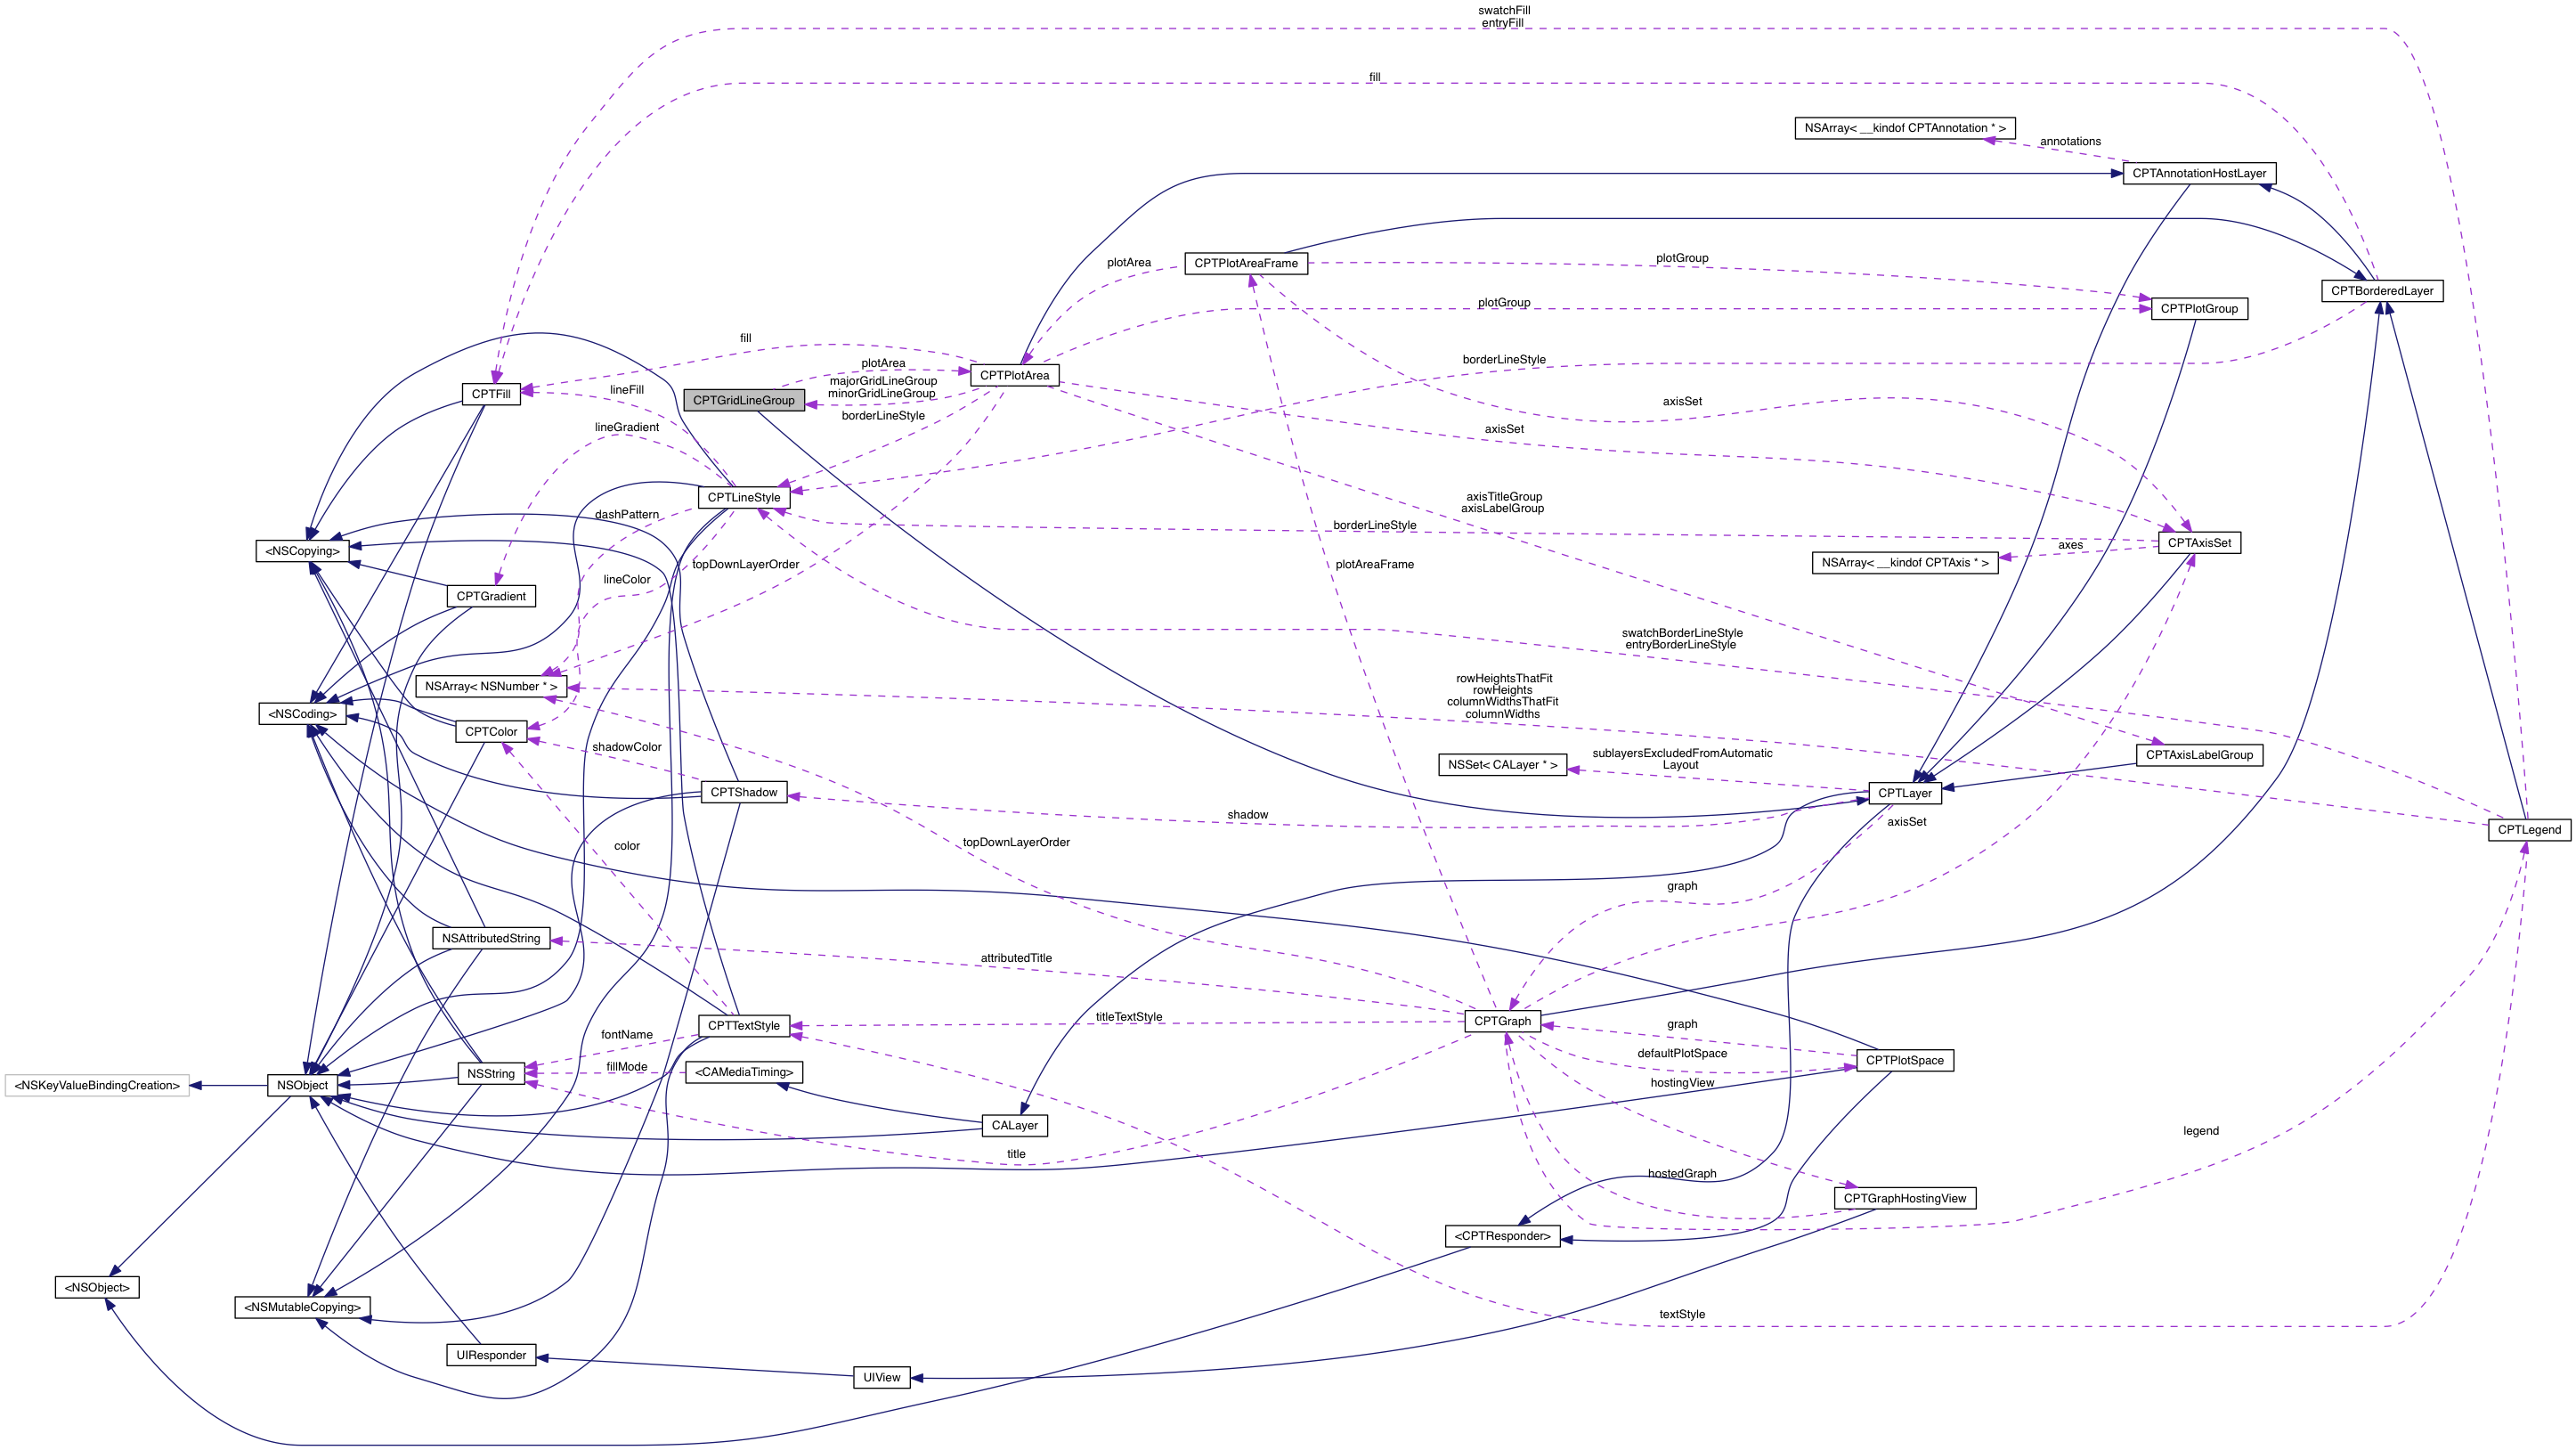 swatchFill
entryFill
fill
NSArray< __kindof CPTAnnotation * >
annotations
CPTAnnotationHostLayer
plotArea
CPTPlotAreaFrame
plotGroup
CPTBorderedLayer
plotGroup
CPTPlotGroup
fill
borderLineStyle
plotArea
CPTPlotArea
CPTFill
lineFill
CPTGridLineGroup
majorGridLineGroup
minorGridLineGroup
borderLineStyle
axisSet
lineGradient
axisSet
CPTLineStyle
axisTitleGroup
axisLabelGroup
dashPattern
borderLineStyle
CPTAxisSet
<NSCopying>
axes
NSArray< __kindof CPTAxis * >
topDownLayerOrder
plotAreaFrame
lineColor
CPTGradient
swatchBorderLineStyle
entryBorderLineStyle
NSArray< NSNumber * >
rowHeightsThatFit
rowHeights
columnWidthsThatFit
columnWidths
<NSCoding>
CPTColor
shadowColor
sublayersExcludedFromAutomatic
Layout
NSSet< CALayer * >
CPTAxisLabelGroup
CPTShadow
CPTLayer
shadow
axisSet
CPTLegend
color
topDownLayerOrder
graph
NSAttributedString
attributedTitle
titleTextStyle
CPTTextStyle
CPTGraph
graph
fontName
defaultPlotSpace
CPTPlotSpace
fillMode
<CAMediaTiming>
NSString
hostingView
<NSKeyValueBindingCreation>
NSObject
CALayer
legend
title
hostedGraph
CPTGraphHostingView
<CPTResponder>
<NSObject>
<NSMutableCopying>
textStyle
UIResponder
UIView